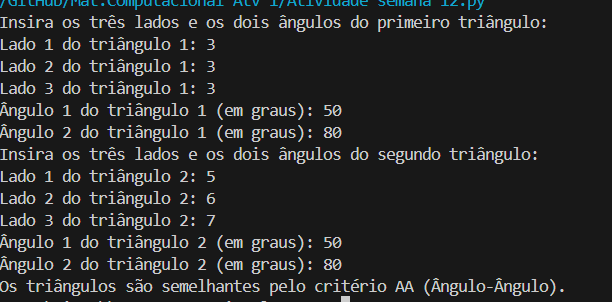 /GitHub/Mat.Computacional Atv 1/Atividade semana 12.py
Insira os três lados e os dois ângulos do primeiro triângulo:
Lado 1 do triângulo 1: 3
Lado 2 do triângulo 1: 3
Lado 3 do triângulo 1: 3
Ângulo 1 do triângulo 1 (em graus): 50
Ângulo 2 do triângulo 1 (em graus): 80
Insira os três lados e os dois ângulos do segundo triângulo:
Lado 1 do triângulo 2: 5
Lado 2 do triângulo 2: 6
Lado 3 do triângulo 2: 7
Ângulo 1 do triângulo 2 (em graus): 50
Ângulo 2 do triângulo 2 (em graus): 80
Os triângulos são semelhantes pelo critério AA (Ângulo-Ângulo).